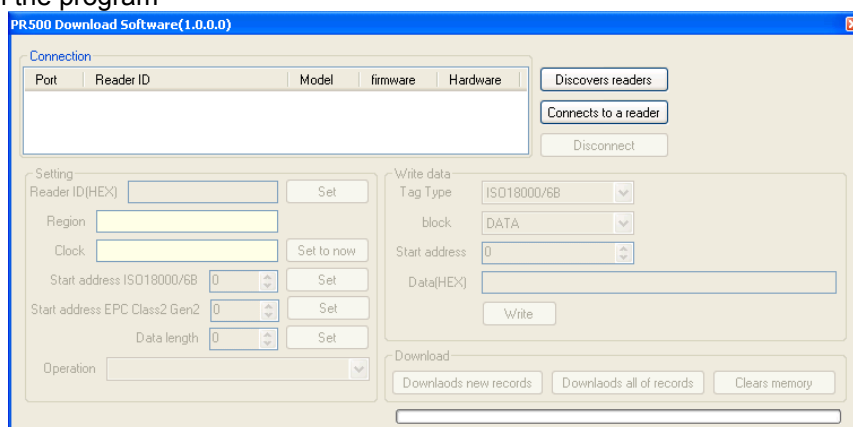 the program
PR500 Download Software(1.0.0.0)
Connection
Port Reader ID Model firmware Hardware
Discovers readers
Connects to a reader
Disconnect
Setting
Reader ID(HEX) Set
Region
Clock Set to now
Start address ISO18000/6B 0 Set
Start address EPC Class2 Gen2 0 Set
Data length 0 Set
Operation
Write data
Tag Type ISO18000/6B
block DATA
Start address 0
Data(HEX)
Write
Download
Downlaods new records Downlaods all of records Clears memory